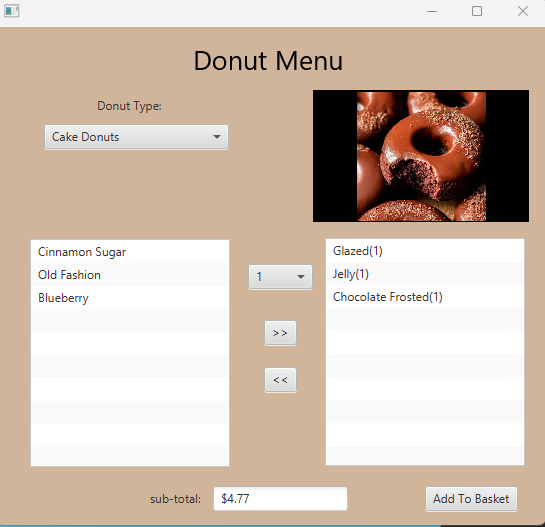 Donut Menu
Donut Type:
Cake Donuts
Cinnamon Sugar
Old Fashion
Blueberry
1
>>
<<
Glazed(1)
Jelly(1)
Chocolate Frosted(1)
sub-total:
$4.77
Add To Basket